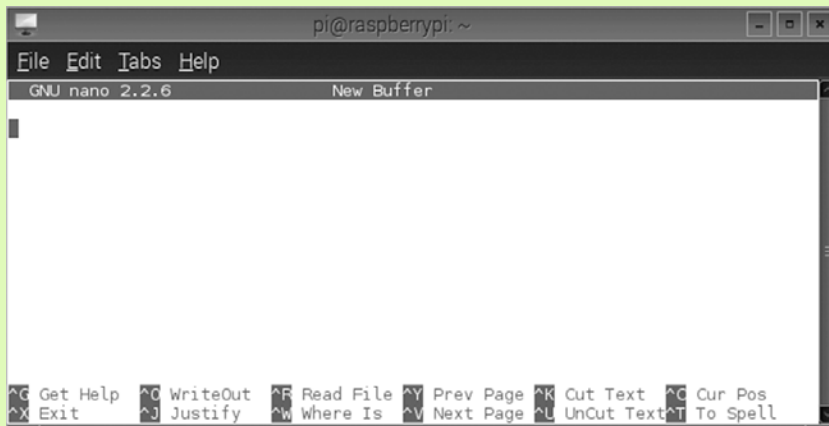 pi@raspberrypi: ~
File Edit Tabs Help
GNU nano 2.2.6 New Buffer
^G Get Help ^O WriteOut ^R Read File ^Y Prev Page ^K Cut Text ^C Cur Pos
^X Exit ^J Justify ^W Where Is ^V Next Page ^U UnCut Text ^T To Spell